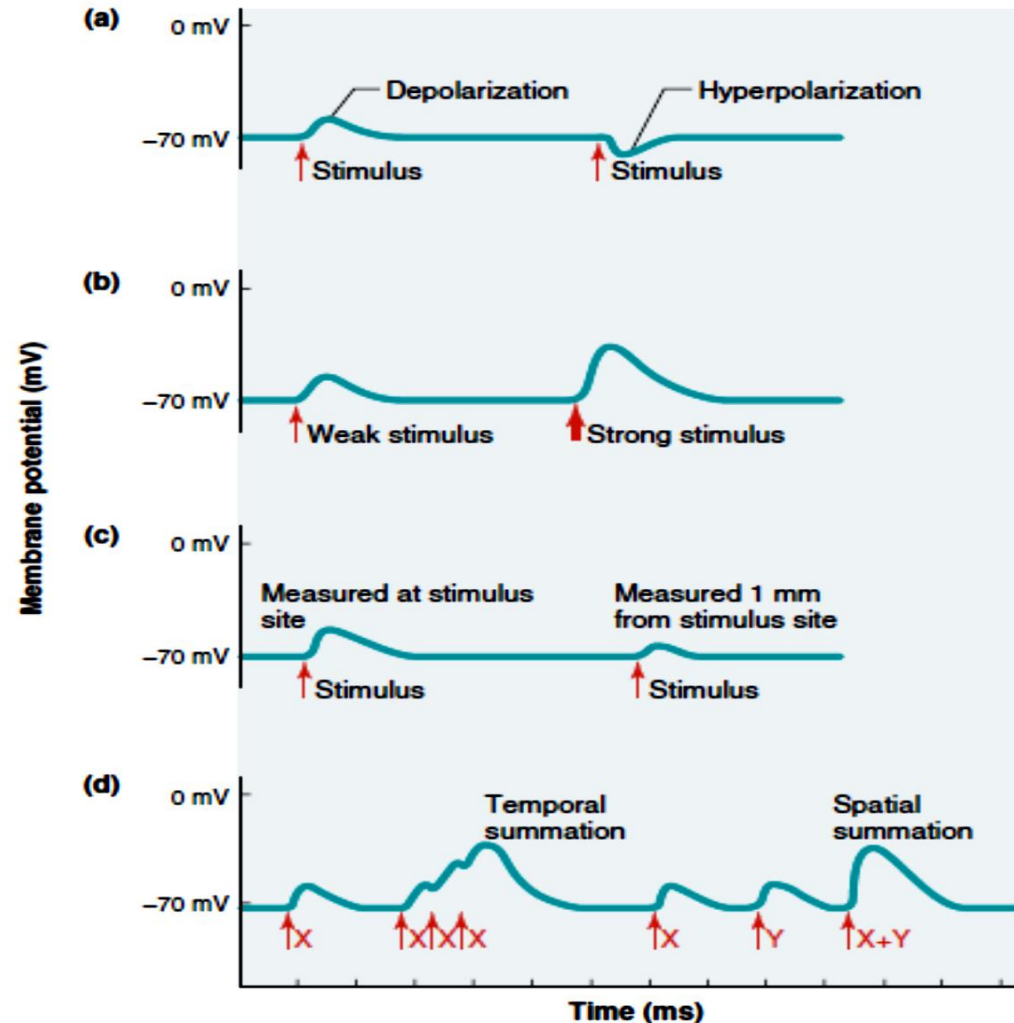 (a)
0 mV
Depolarization
Hyperpolarization
–70 mV
Stimulus
Stimulus
(b)
0 mV
–70 mV
Weak stimulus
Strong stimulus
Membrane potential (mV)
(c)
0 mV
Measured at stimulus
site
Measured 1 mm
from stimulus site
–70 mV
Stimulus
Stimulus
(d)
0 mV
Temporal
summation
Spatial
summation
–70 mV
X
X X X
X
Y
X+Y
Time (ms)